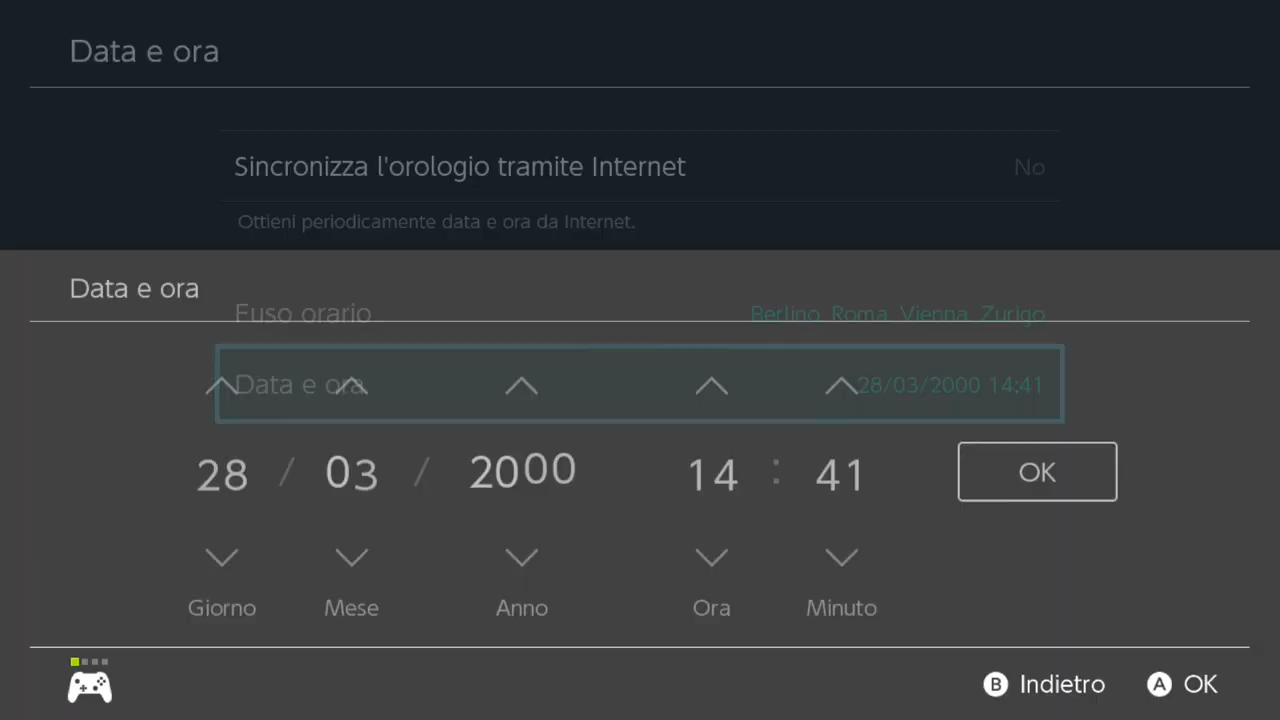 Data e ora
Sincronizza l'orologio tramite Internet No
Ottieni periodicamente data e ora da Internet.
Data e ora
Fuso orario Berlino, Roma, Vienna, Zurigo
Data e ora 28/03/2000 14:41
28 / 03 / 2000 14 : 41 OK
Giorno Mese Anno Ora Minuto
B Indietro A OK